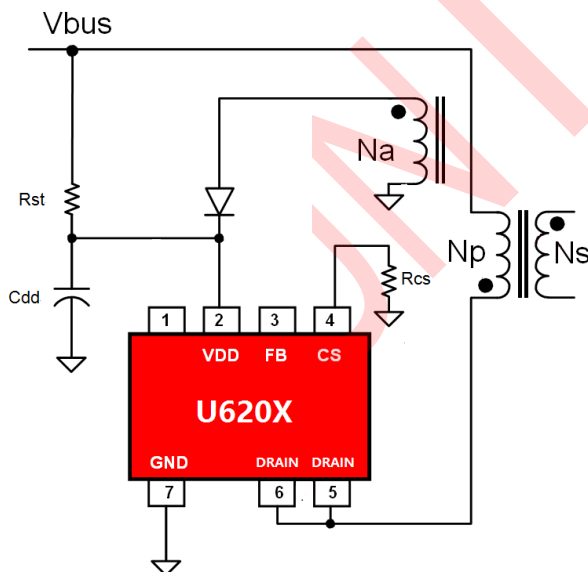 Vbus
Na
Rst
Np
Ns
Rcs
Cdd
1 2 3 4
VDD FB CS
U620X
GND DRAIN DRAIN
7 6 5